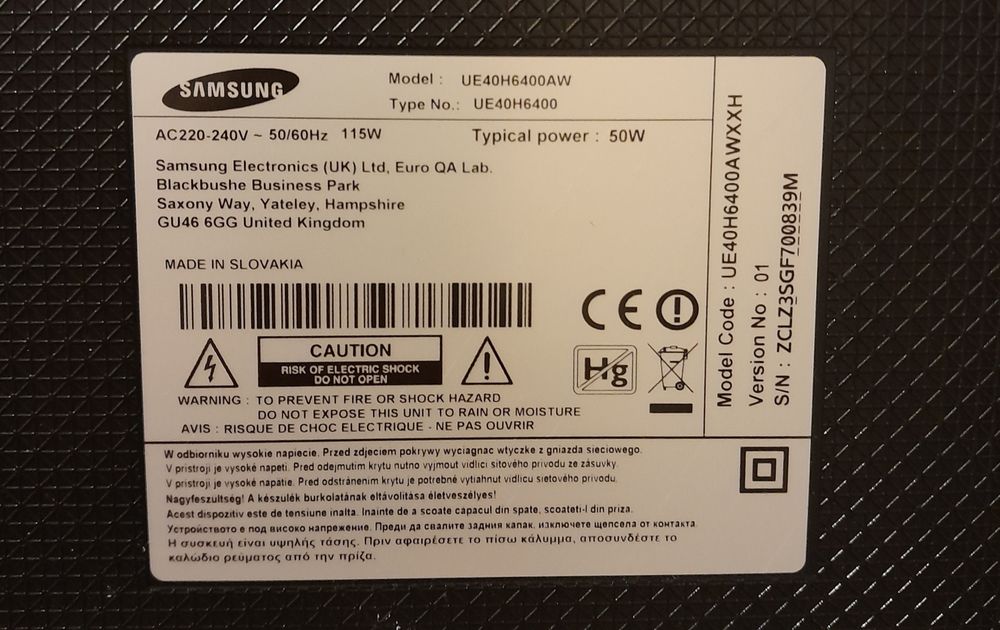 SAMSUNG
Model : UE40H6400AW
Type No.: UE40H6400
AC220-240V ~ 50/60Hz 115W Typical power : 50W
Samsung Electronics (UK) Ltd, Euro QA Lab.
Blackbushe Business Park
Saxony Way, Yateley, Hampshire
GU46 6GG United Kingdom
MADE IN SLOVAKIA
CE
Hg
CAUTION
RISK OF ELECTRIC SHOCK
DO NOT OPEN
WARNING : TO PREVENT FIRE OR SHOCK HAZARD
DO NOT EXPOSE THIS UNIT TO RAIN OR MOISTURE
AVIS : RISQUE DE CHOC ELECTRIQUE - NE PAS OUVRIR
Model Code : UE40H6400AWXXH
Version No : 01
S/N : ZCLZ3SGF700839M
W odbiorniku wysokie napiecie. Przed zdjeciem pokrywy wyciagnac wtyczke z gniazda sieciowego.
V pristroji je vysoké napeti. Pred odejmutim krytu nutno vyjmout vidlici sitového privodu ze zásuvky.
V pristroji je vysoké napätie. Pred odstránením krytu je potrebné vytiahnut vidlicu sietového privodu.
Nagyfeszultség! A készülék burkolatának eltávolitása életveszélyes!
Acest dispozitiv este de tensiune inalta. Inainte de a scoate capacul din spate, scoateti-l din priza.
Устройството е под високо напрежение. Преди да свалите задния капак, изключете щепсела от контакта.
Η συσκευή είναι υψηλής τάσης. Πριν αφαιρέσετε το πίσω κάλυμμα, αποσυνδέστε το
καλώδιο ρεύματος από την πρίζα.